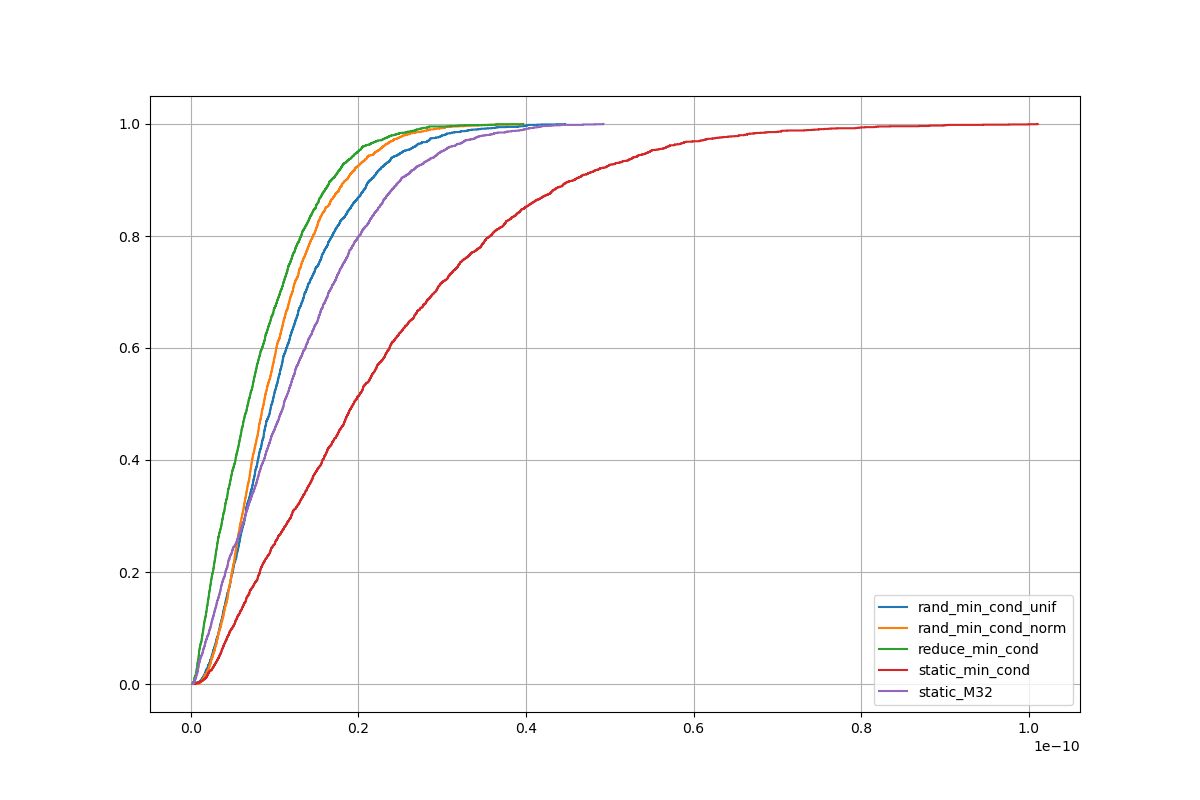 1.0
0.8
0.6
0.4
0.2
0.0
0.0 0.2 0.4 0.6 0.8 1.0
1e−10
rand_min_cond_unif
rand_min_cond_norm
reduce_min_cond
static_min_cond
static_M32